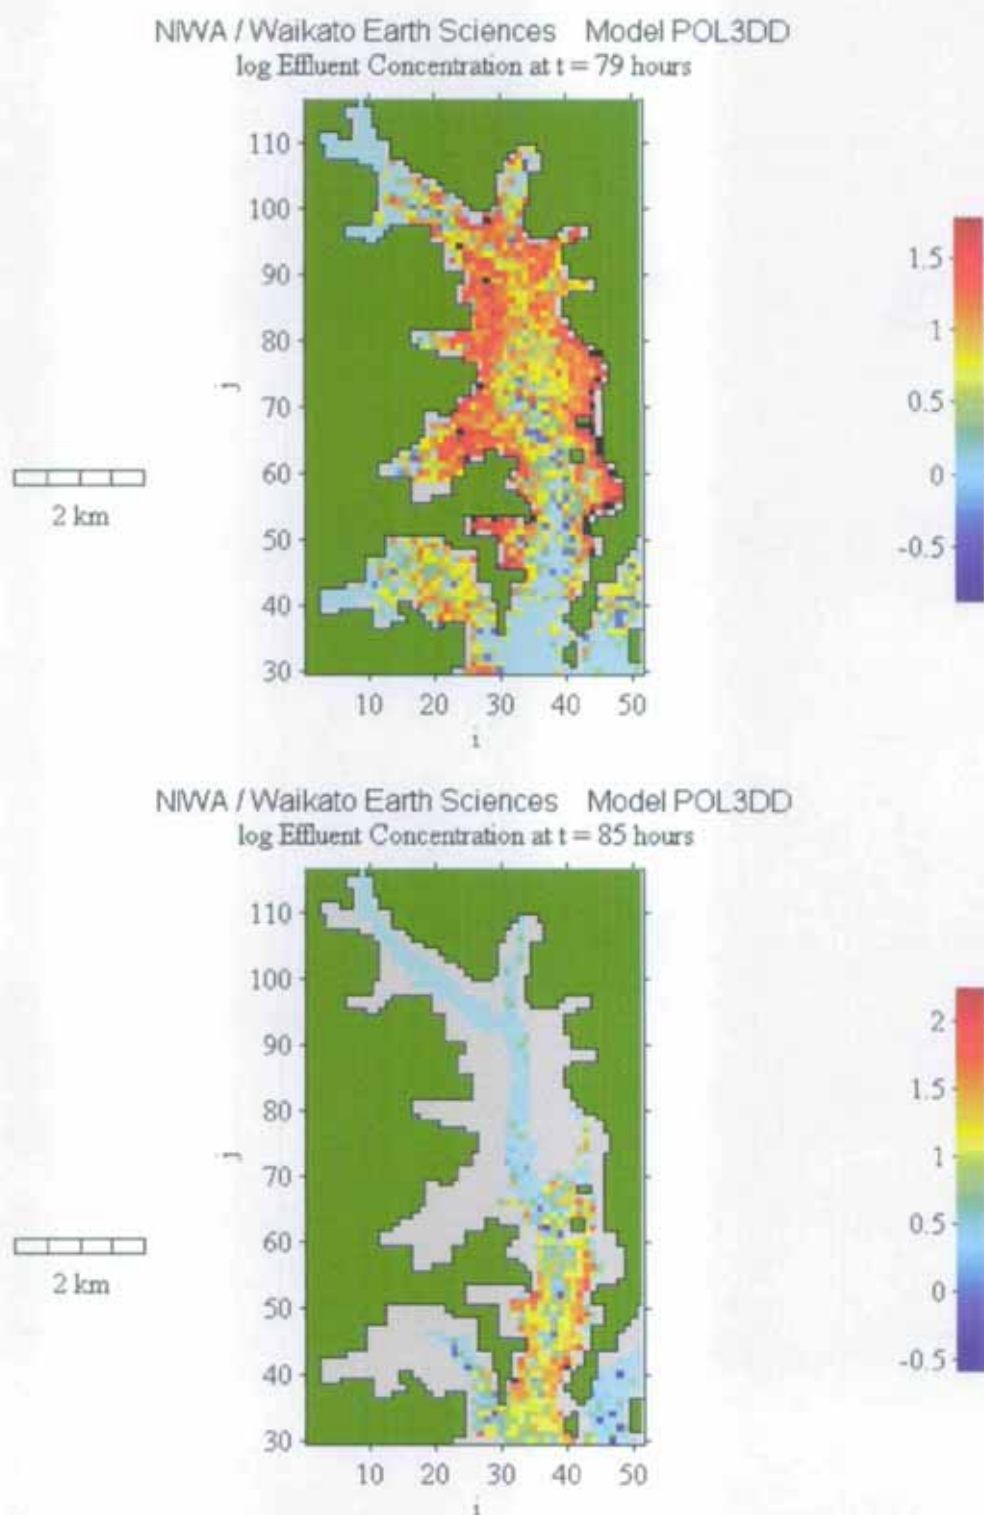 NIWA / Waikato Earth Sciences Model POL3DD
log Effluent Concentration at t = 79 hours
110
100
90
80
70
60
50
40
30
j
10 20 30 40 50
i
2 km
1.5
1
0.5
0
-0.5
NIWA / Waikato Earth Sciences Model POL3DD
log Effluent Concentration at t = 85 hours
110
100
90
80
70
60
50
40
30
j
10 20 30 40 50
i
2 km
2
1.5
1
0.5
0
-0.5